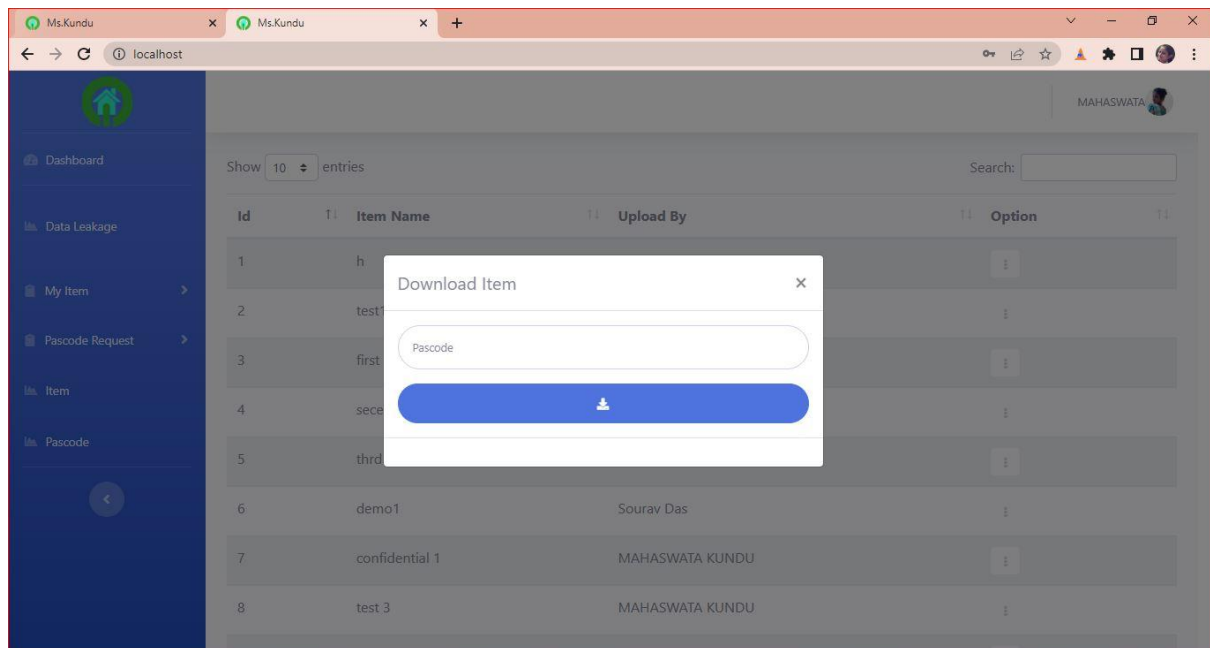 Ms.Kundu
Ms.Kundu
localhost
MAHASWATA
Dashboard
Data Leakage
My Item
Pascode Request
Item
Pascode
Show 10 entries
Search:
Id Item Name Upload By Option
1 h
2 test1
3 first
4 sece
5 thrd
6 demo1 Sourav Das
7 confidential 1 MAHASWATA KUNDU
8 test 3 MAHASWATA KUNDU
Download Item
Pascode